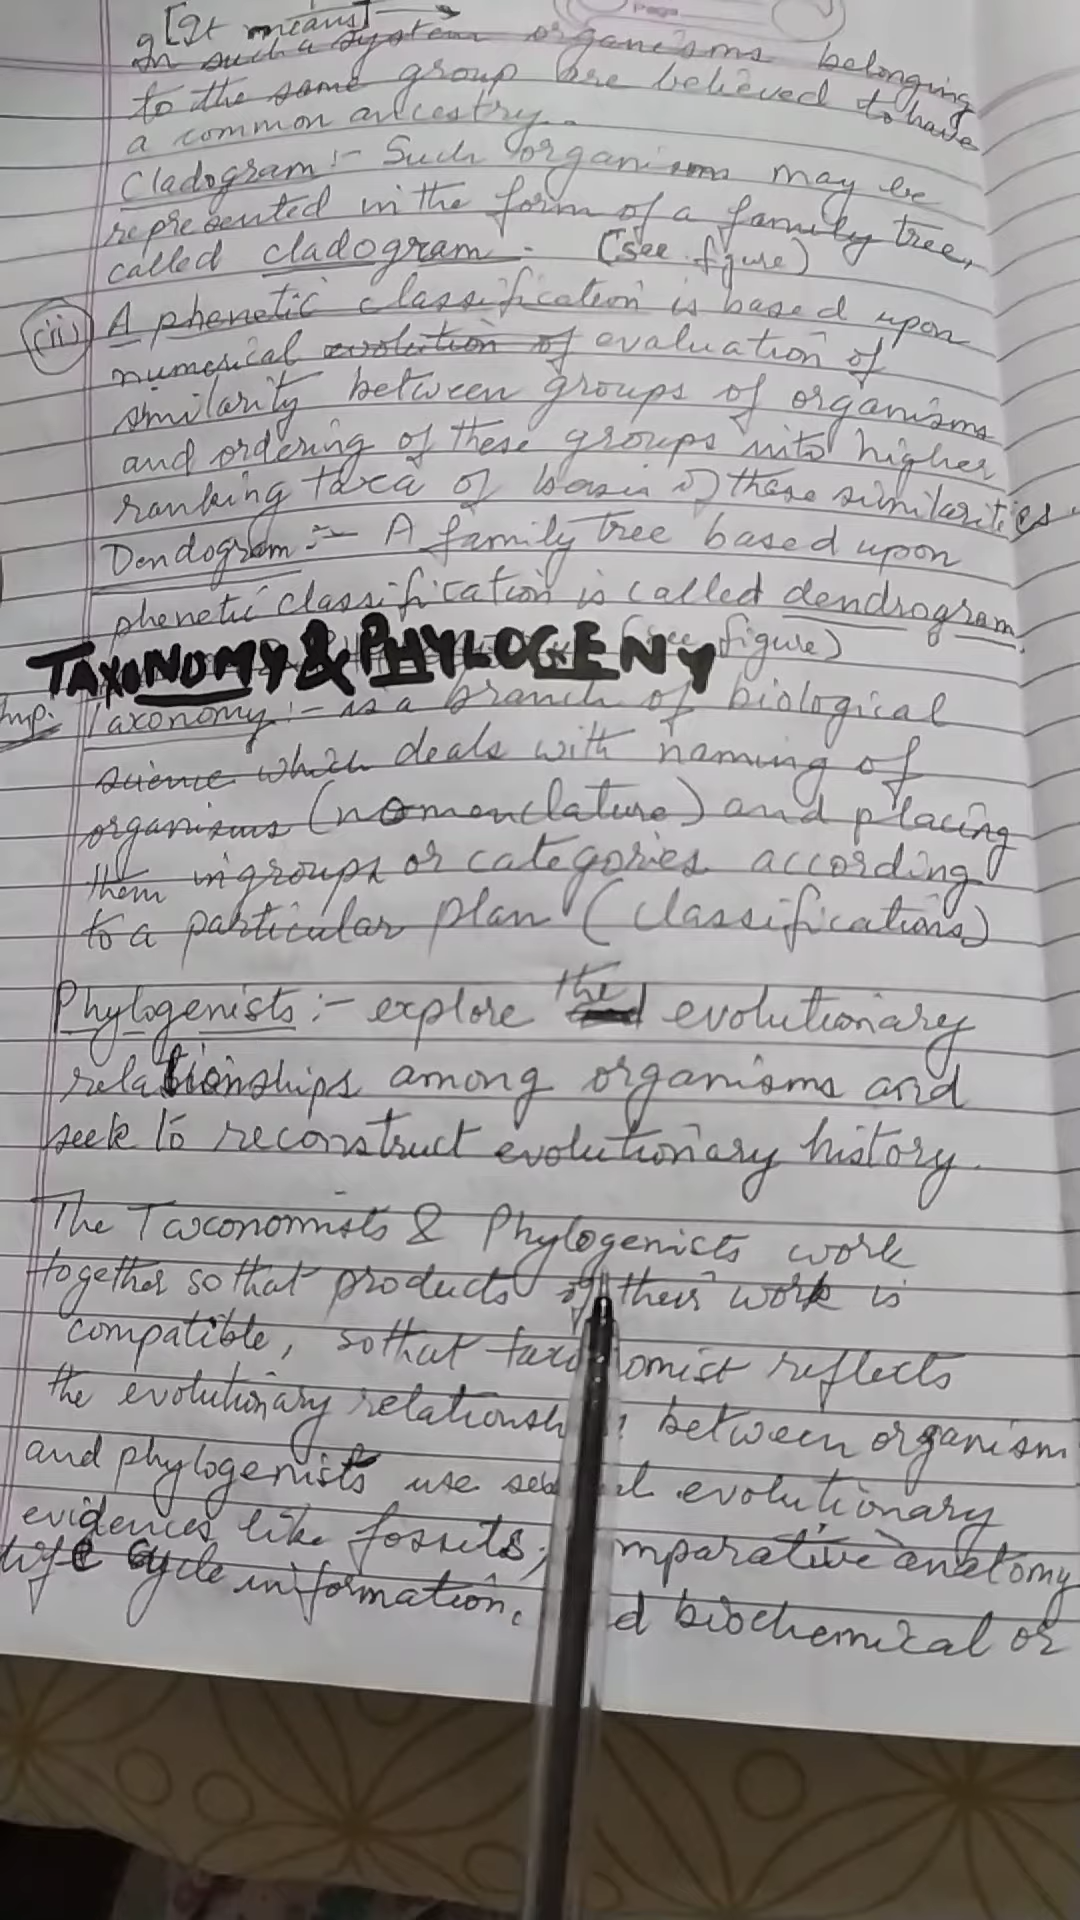 [It means]
In such a system organisms belonging
to the same group are believed to have
a common ancestry.
Cladogram :- Such organisms may be
represented in the form of a family tree,
called cladogram. (see figure)
(ii) A phenetic classification is based upon
numerical evolution of evaluation of
similarity between groups of organisms
and ordering of these groups into higher
ranking taxa of basis of these similarities.
Dendogram :- A family tree based upon
phenetic classification is called dendrogram.
(see figure)
TAXONOMY & PHYLOGENY
Imp. Taxonomy :- is a branch of biological
science which deals with naming of
organisms (nomenclature) and placing
them in groups or categories according
to a particular plan (classifications)
Phylogenists :- explore the evolutionary
relationships among organisms and
seek to reconstruct evolutionary history.
The Taxonomists & Phylogenicts work
together so that products of their work is
compatible, so that taxonomist reflects
the evolutionary relationsh between organism
and phylogenists use evolutionary
evidences like fossils, mparative anatomy
life cycle information, d biochemical or